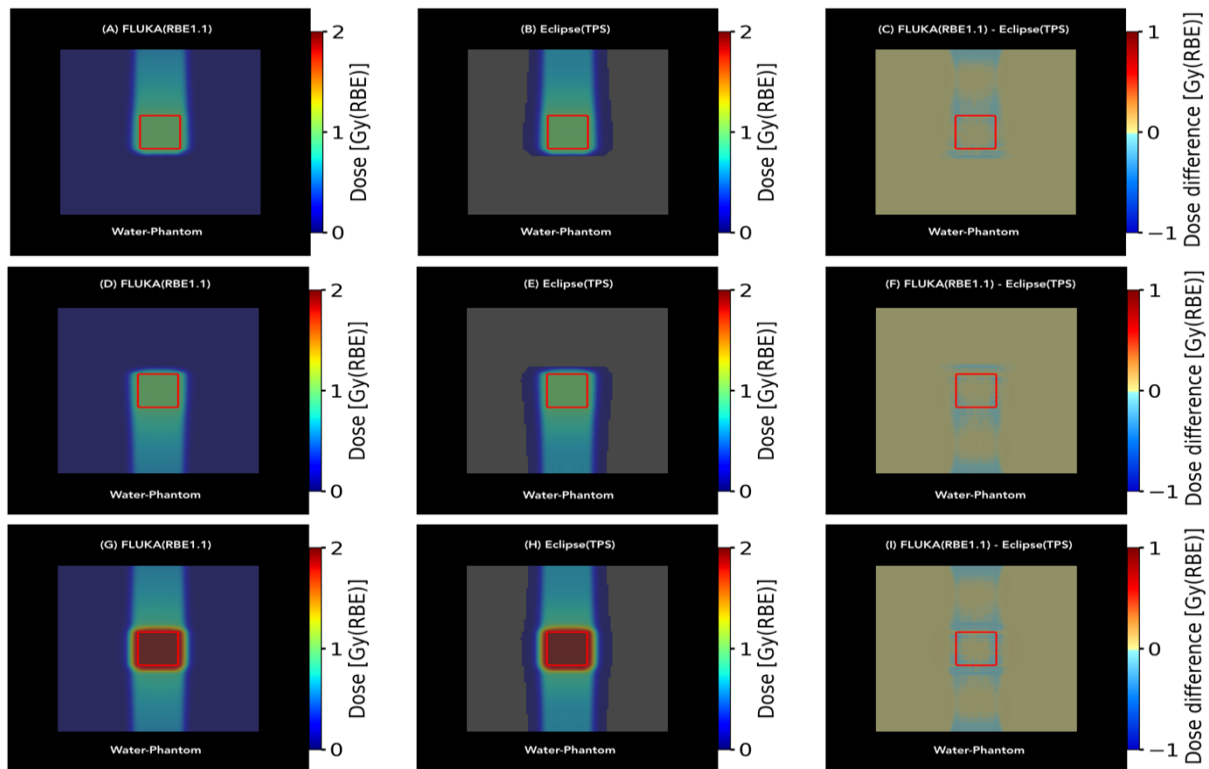 (A) FLUKA(RBE1.1)
2
1
0
Dose [Gy(RBE)]
Water-Phantom
(B) Eclipse(TPS)
2
1
0
Dose [Gy(RBE)]
Water-Phantom
(C) FLUKA(RBE1.1) - Eclipse(TPS)
1
0
−1
Dose difference [Gy(RBE)]
Water-Phantom
(D) FLUKA(RBE1.1)
2
1
0
Dose [Gy(RBE)]
Water-Phantom
(E) Eclipse(TPS)
2
1
0
Dose [Gy(RBE)]
Water-Phantom
(F) FLUKA(RBE1.1) - Eclipse(TPS)
1
0
−1
Dose difference [Gy(RBE)]
Water-Phantom
(G) FLUKA(RBE1.1)
2
1
0
Dose [Gy(RBE)]
Water-Phantom
(H) Eclipse(TPS)
2
1
0
Dose [Gy(RBE)]
Water-Phantom
(I) FLUKA(RBE1.1) - Eclipse(TPS)
1
0
−1
Dose difference [Gy(RBE)]
Water-Phantom